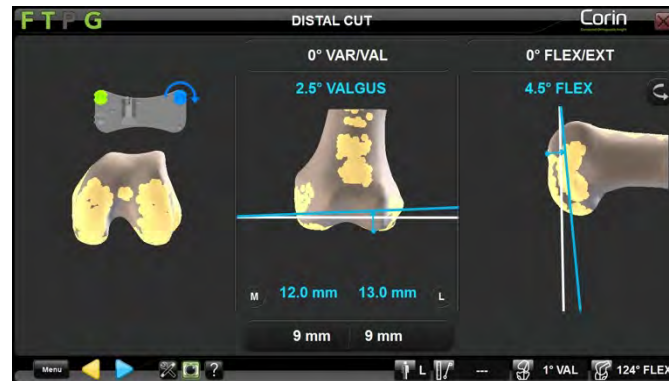 F T P G
DISTAL CUT
Corin
0° VAR/VAL
0° FLEX/EXT
2.5° VALGUS
4.5° FLEX
M
12.0 mm
13.0 mm
L
9 mm
9 mm
Menu
?
L
---
1° VAL
124° FLEX